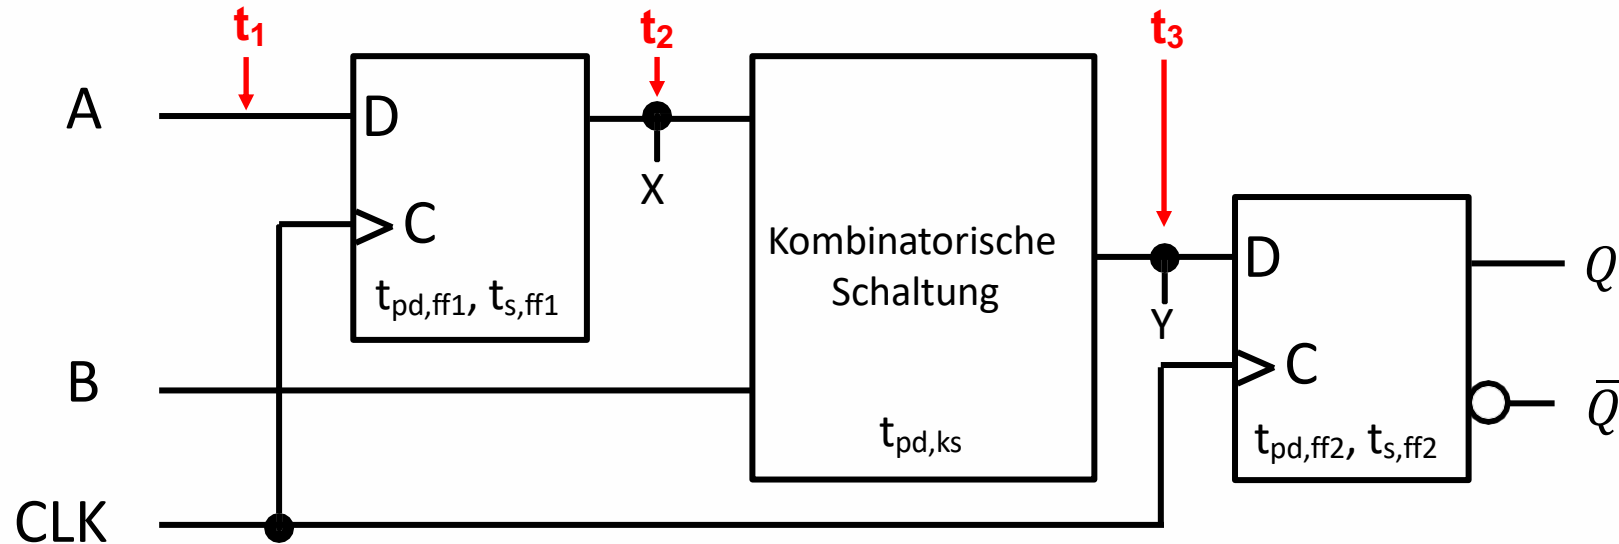 t1
t2
t3
A
D
C
tpd,ff1, ts,ff1
X
Kombinatorische
Schaltung
tpd,ks
Y
D
C
tpd,ff2, ts,ff2
Q
Q̅
B
CLK